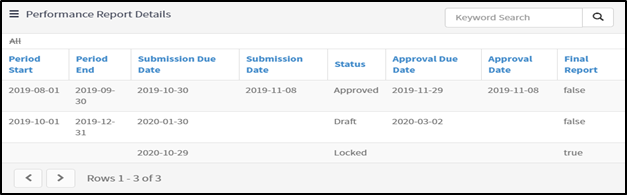 Performance Report Details
Keyword Search
All
Period Start Period End Submission Due Date Submission Date Status Approval Due Date Approval Date Final Report
2019-08-01 2019-09-30 2019-10-30 2019-11-08 Approved 2019-11-29 2019-11-08 false
2019-10-01 2019-12-31 2020-01-30 Draft 2020-03-02 false
2020-10-29 Locked true
Rows 1 - 3 of 3